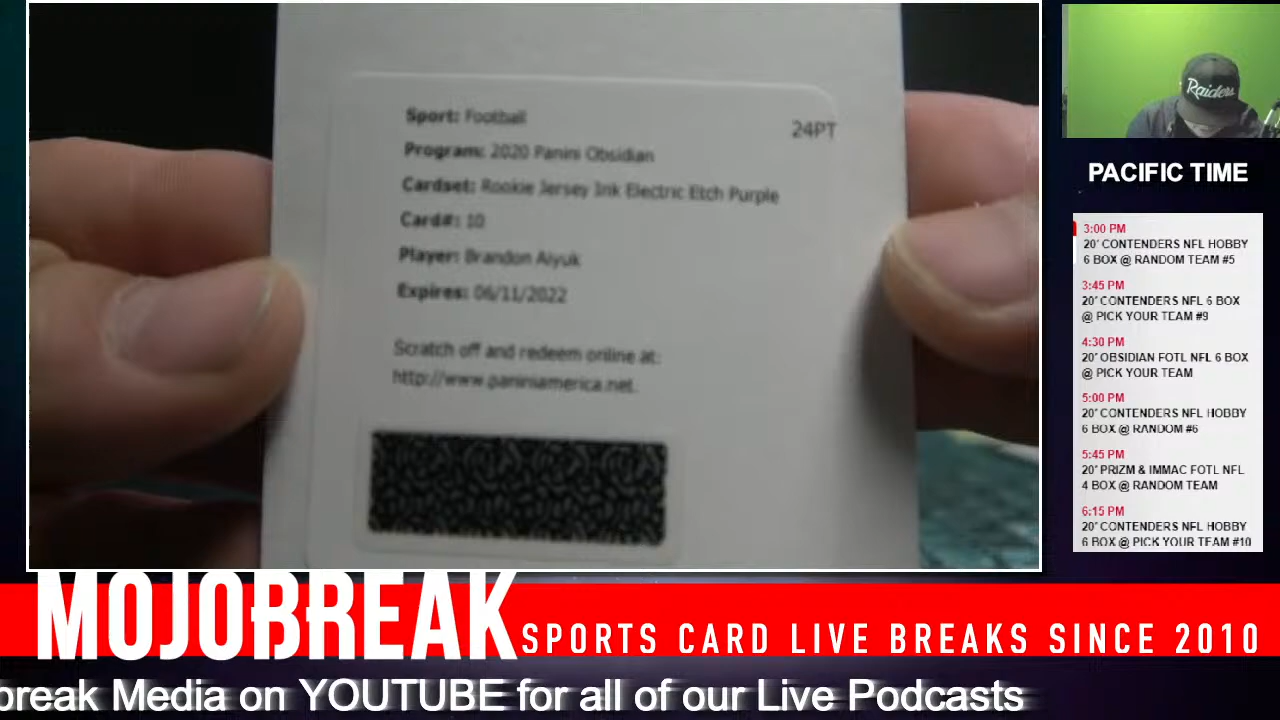 Sport: Football
24PT
Program: 2020 Panini Obsidian
Cardset: Rookie Jersey Ink Electric Etch Purple
Card#: 10
Player: Brandon Aiyuk
Expires: 06/11/2022
Scratch off and redeem online at:
http://www.paniniamerica.net.
Raiders
PACIFIC TIME
3:00 PM
20' CONTENDERS NFL HOBBY
6 BOX @ RANDOM TEAM #5
3:45 PM
20' CONTENDERS NFL 6 BOX
@ PICK YOUR TEAM #9
4:30 PM
20' OBSIDIAN FOTL NFL 6 BOX
@ PICK YOUR TEAM
5:00 PM
20' CONTENDERS NFL HOBBY
6 BOX @ RANDOM #6
5:45 PM
20' PRIZM & IMMAC FOTL NFL
4 BOX @ RANDOM TEAM
6:15 PM
20' CONTENDERS NFL HOBBY
6 BOX @ PICK YOUR TEAM #10
MOJOBREAK SPORTS CARD LIVE BREAKS SINCE 2010
break Media on YOUTUBE for all of our Live Podcasts